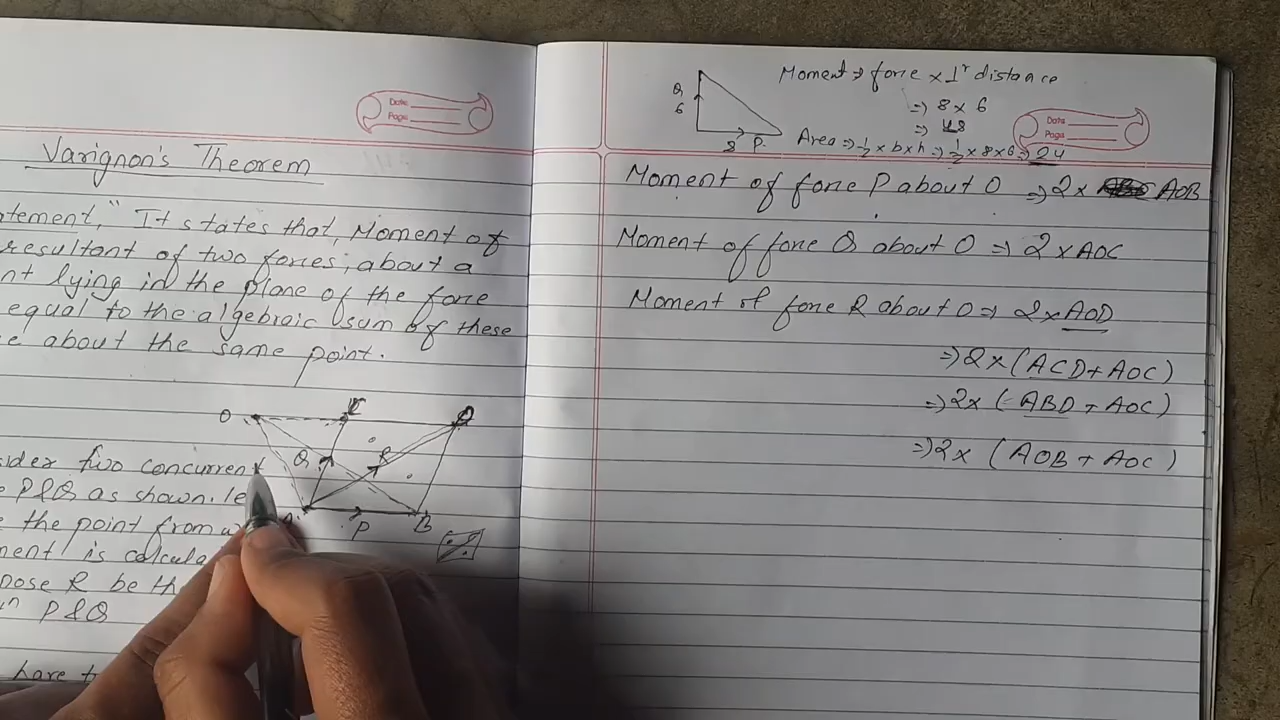 Date
Page
Varignon's Theorem
tement, "It states that, Moment of
resultant of two forces, about a
nt lying in the plane of the force
equal to the algebraic sum of these
e about the same point.
O C D
Q R
A P B
sider two concurrent
P&Q as shown. le
the point from w
ment is calcula
pose R be th
P&Q
have t
Q
6
8 P.
Moment ⇒ force × ⊥r distance
⇒ 8 × 6
⇒ 48
Date
Page
Area ⇒ 1/2 × b × h ⇒ 1/2 × 8 × 6 ⇒ 24
Moment of force P about O ⇒ 2 × AOB
Moment of force Q about O ⇒ 2 × AOC
Moment of force R about O ⇒ 2 × AOD
⇒ 2 × (ACD + AOC)
⇒ 2 × (ABD + AOC)
⇒ 2 × (AOB + AOC)